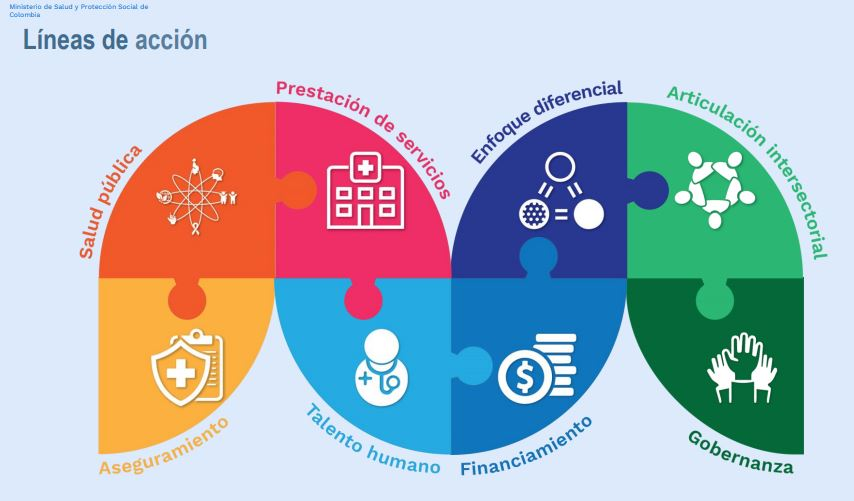 Ministerio de Salud y Protección Social de
Colombia
Líneas de acción
Salud pública
Prestación de servicios
Enfoque diferencial
Articulación intersectorial
Aseguramiento
Talento humano
Financiamiento
Gobernanza